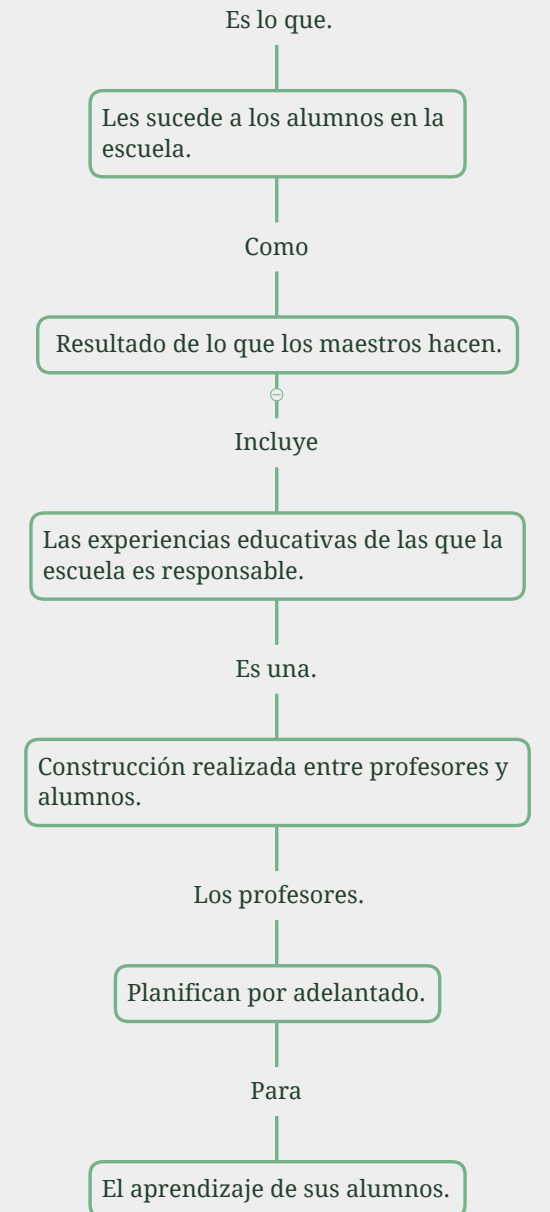 Es lo que.
Les sucede a los alumnos en la
escuela.
Como
Resultado de lo que los maestros hacen.
Incluye
Las experiencias educativas de las que la
escuela es responsable.
Es una.
Construcción realizada entre profesores y
alumnos.
Los profesores.
Planifican por adelantado.
Para
El aprendizaje de sus alumnos.